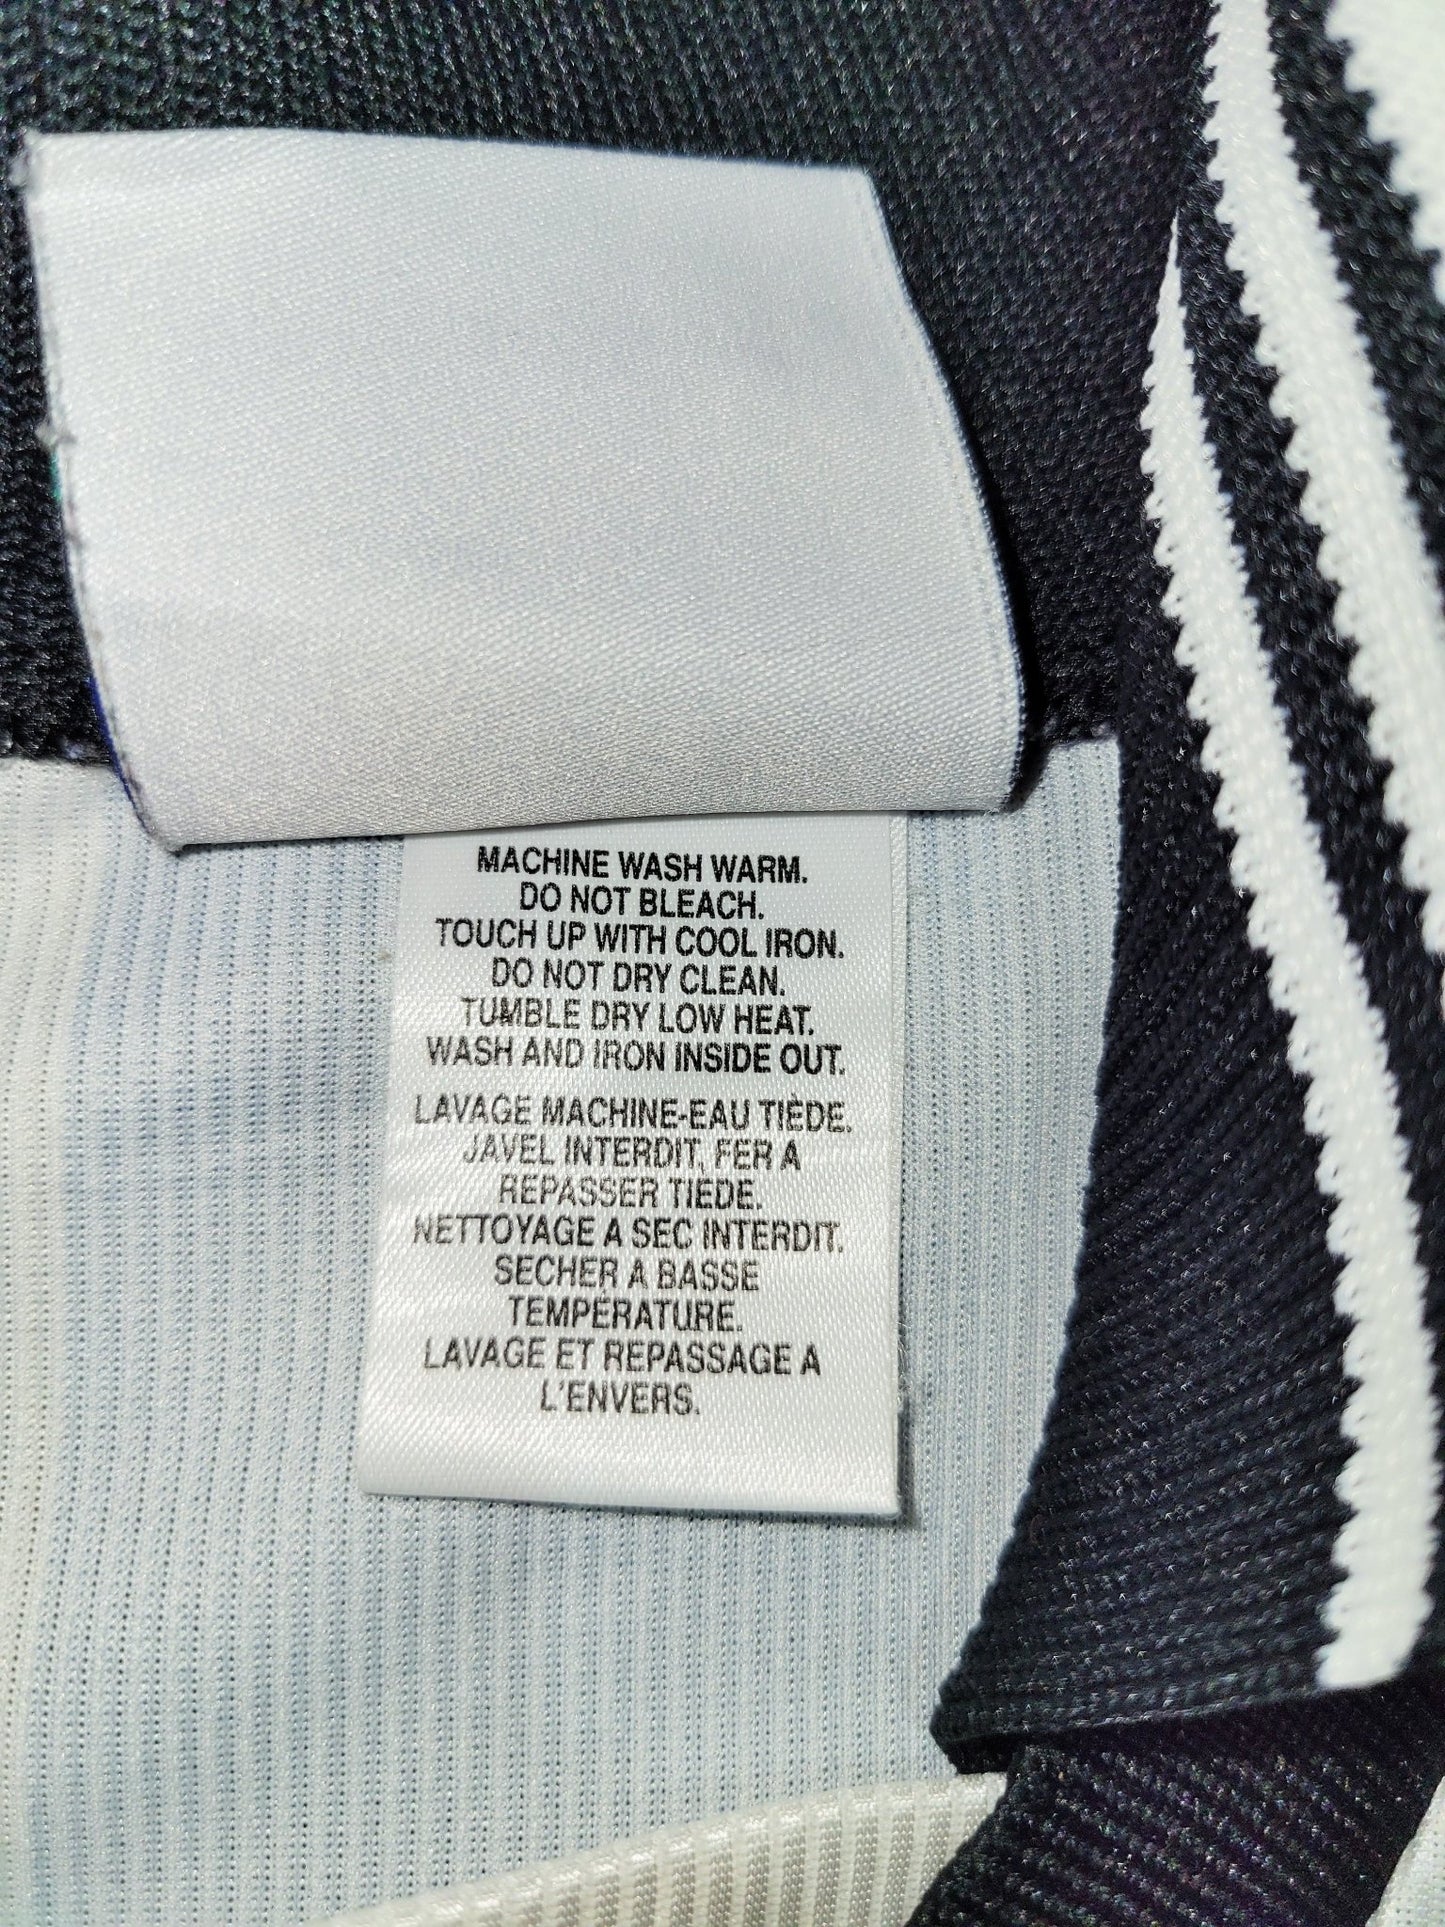 MACHINE WASH WARM.
DO NOT BLEACH.
TOUCH UP WITH COOL IRON.
DO NOT DRY CLEAN.
TUMBLE DRY LOW HEAT.
WASH AND IRON INSIDE OUT.
LAVAGE MACHINE-EAU TIÈDE.
JAVEL INTERDIT, FER A
REPASSER TIEDE.
NETTOYAGE A SEC INTERDIT.
SECHER A BASSE
TEMPÉRATURE.
LAVAGE ET REPASSAGE A
L'ENVERS.